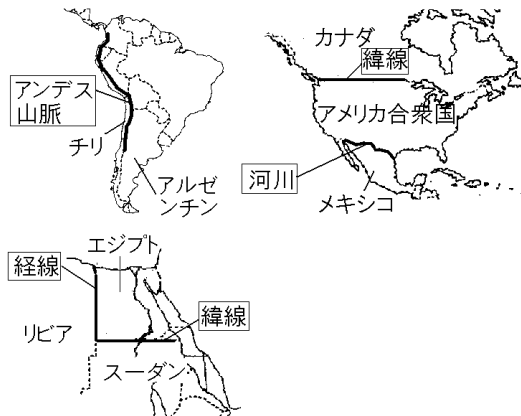 アンデス
山脈
チリ
アルゼ
ンチン
カナダ
緯線
アメリカ合衆国
河川
メキシコ
エジプト
経線
緯線
リビア
スーダン